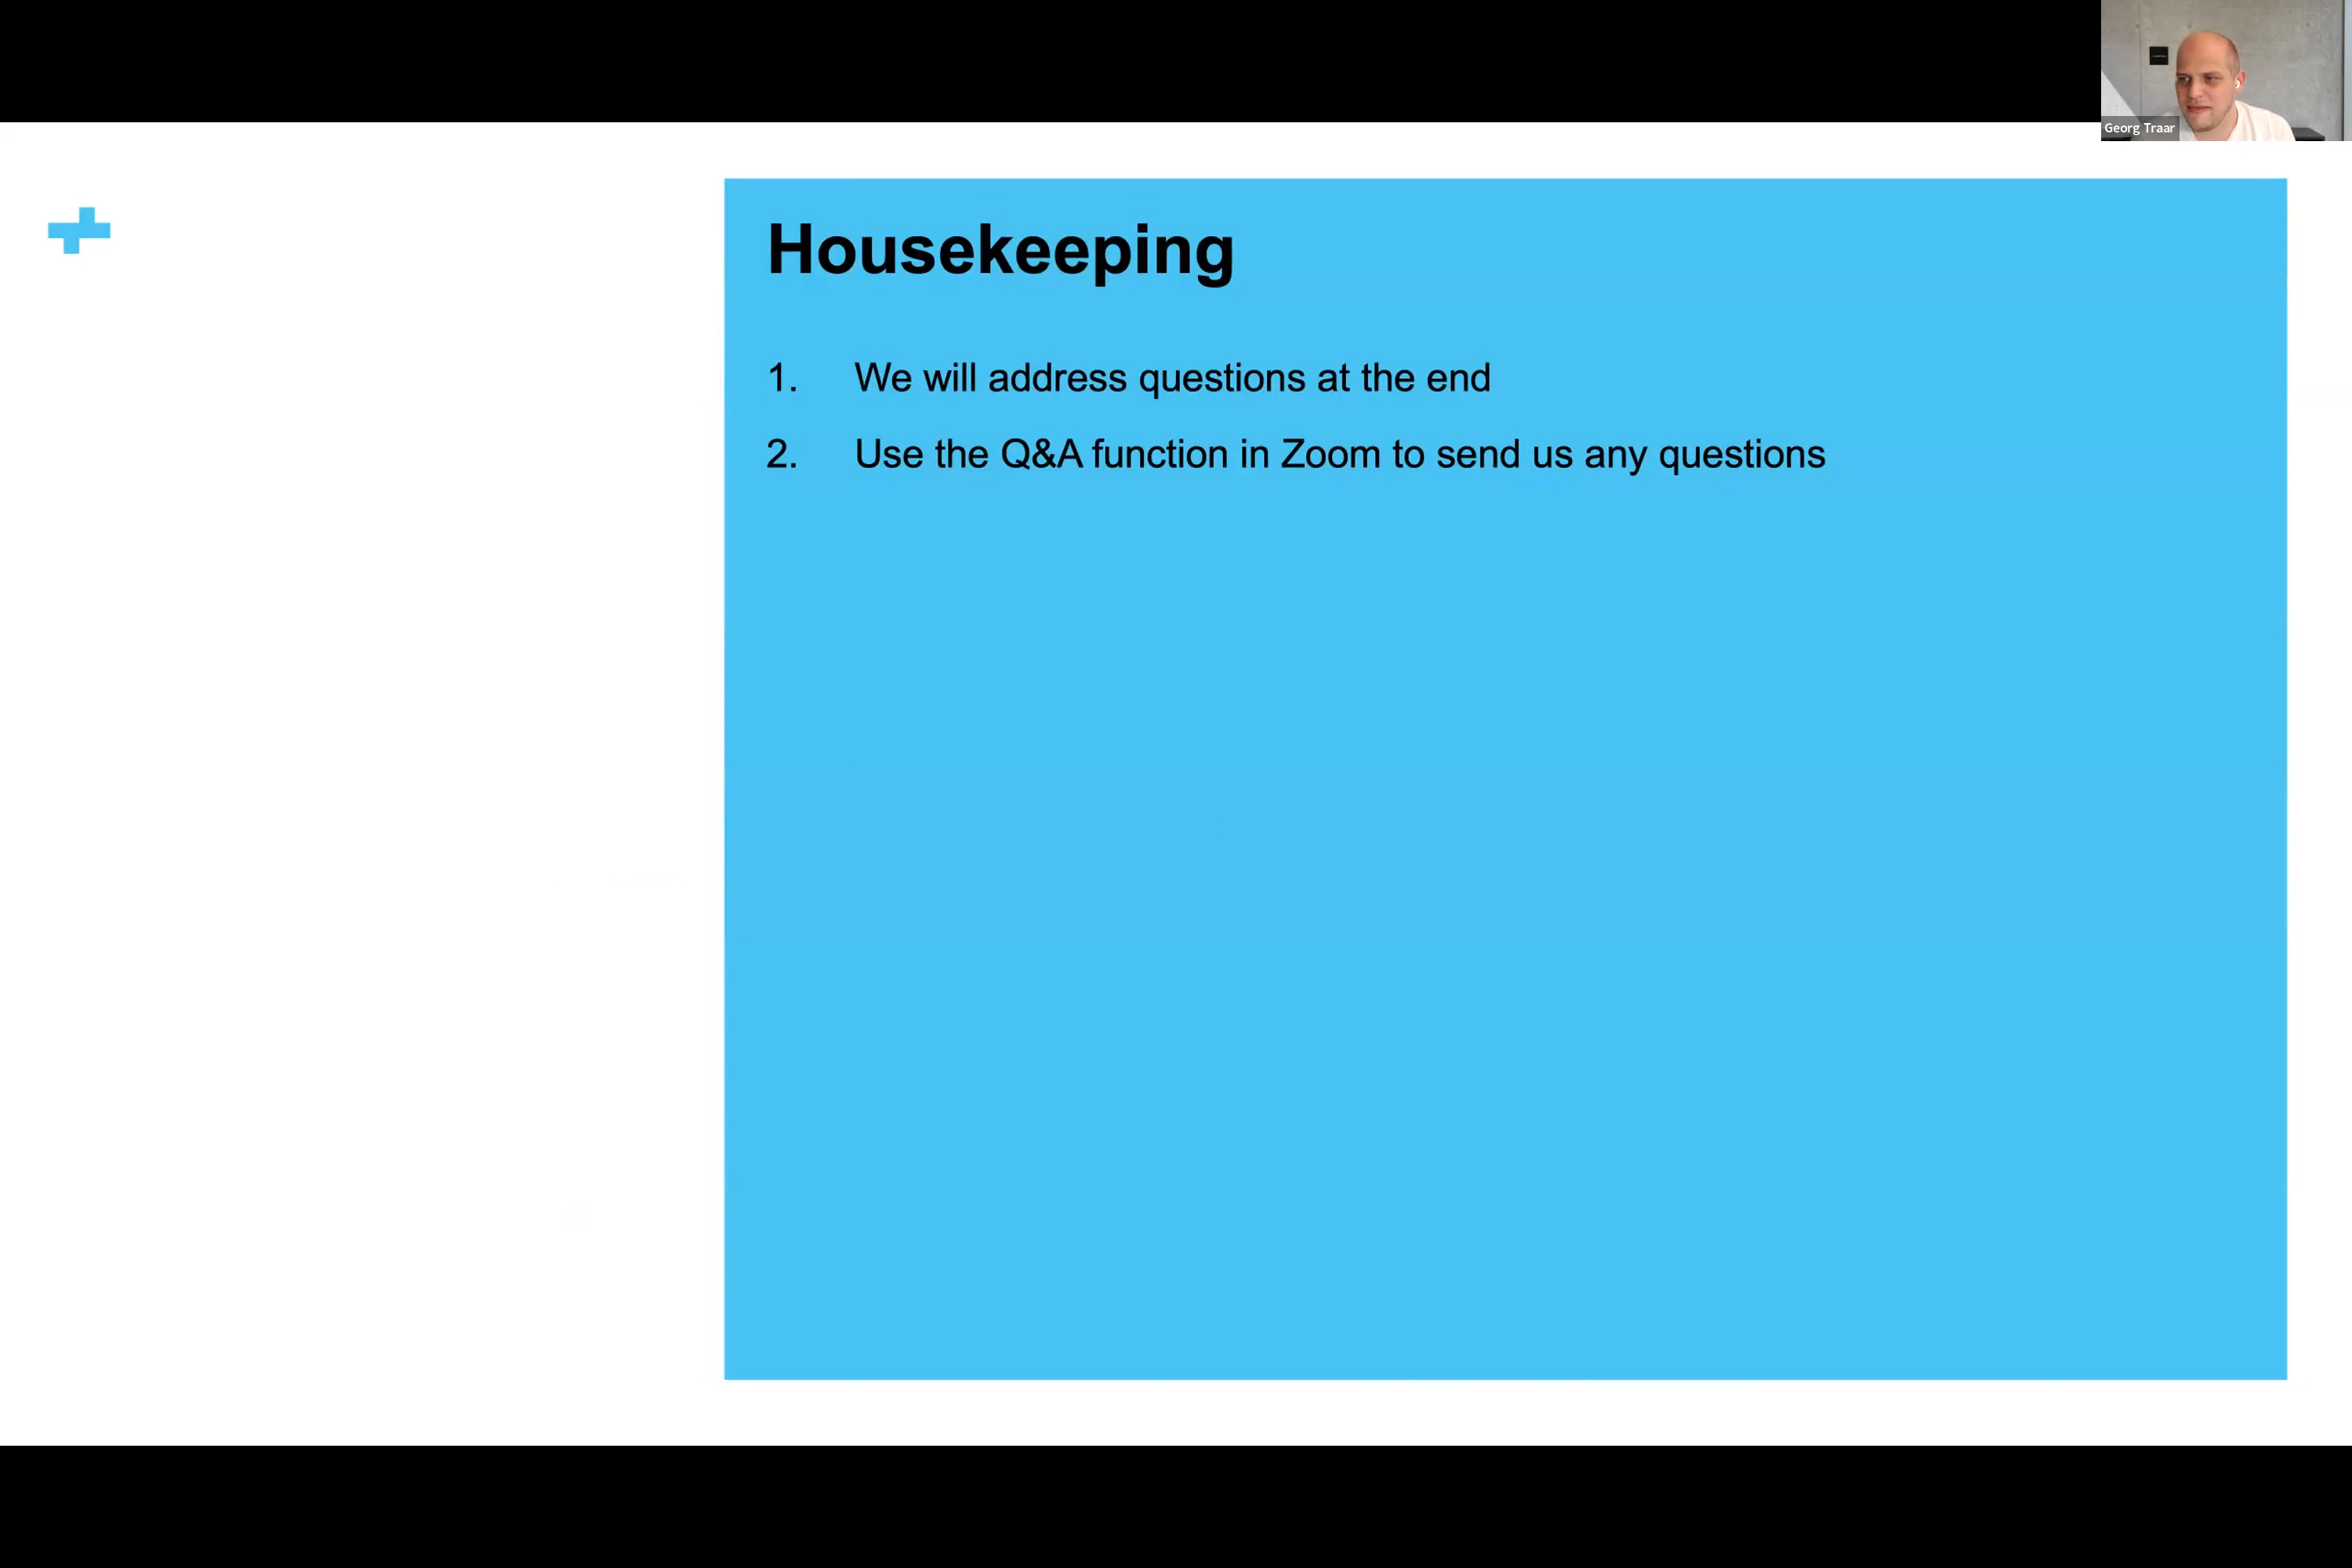 Georg Traar
Housekeeping
1. We will address questions at the end
2. Use the Q&A function in Zoom to send us any questions